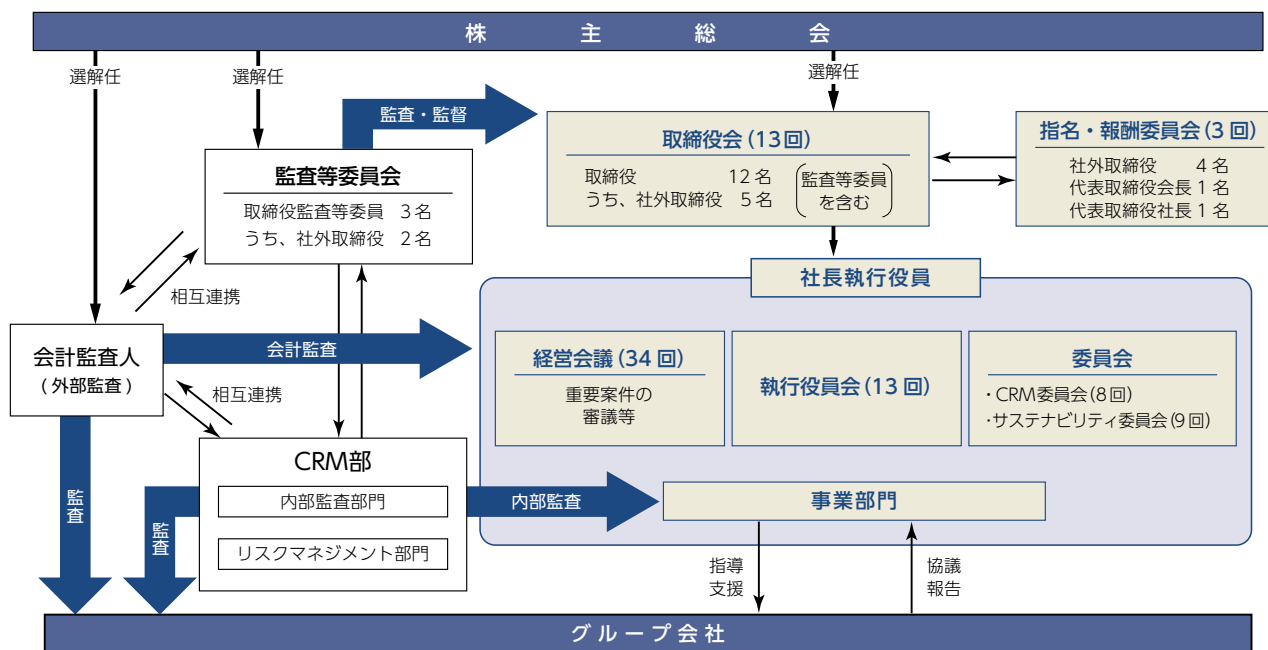 株主総会
選解任
選解任
選解任
監査・監督
取締役会(13回)
取締役 12名
うち、社外取締役 5名
監査等委員
を含む
指名・報酬委員会(3回)
社外取締役 4名
代表取締役会長 1名
代表取締役社長 1名
監査等委員会
取締役監査等委員 3名
うち、社外取締役 2名
相互連携
社長執行役員
会計監査人
(外部監査)
会計監査
経営会議(34回)
重要案件の
審議等
執行役員会(13回)
委員会
・CRM委員会(8回)
・サステナビリティ委員会(9回)
相互連携
CRM部
内部監査部門
リスクマネジメント部門
内部監査
事業部門
監査
監査
指導
支援
協議
報告
グループ会社